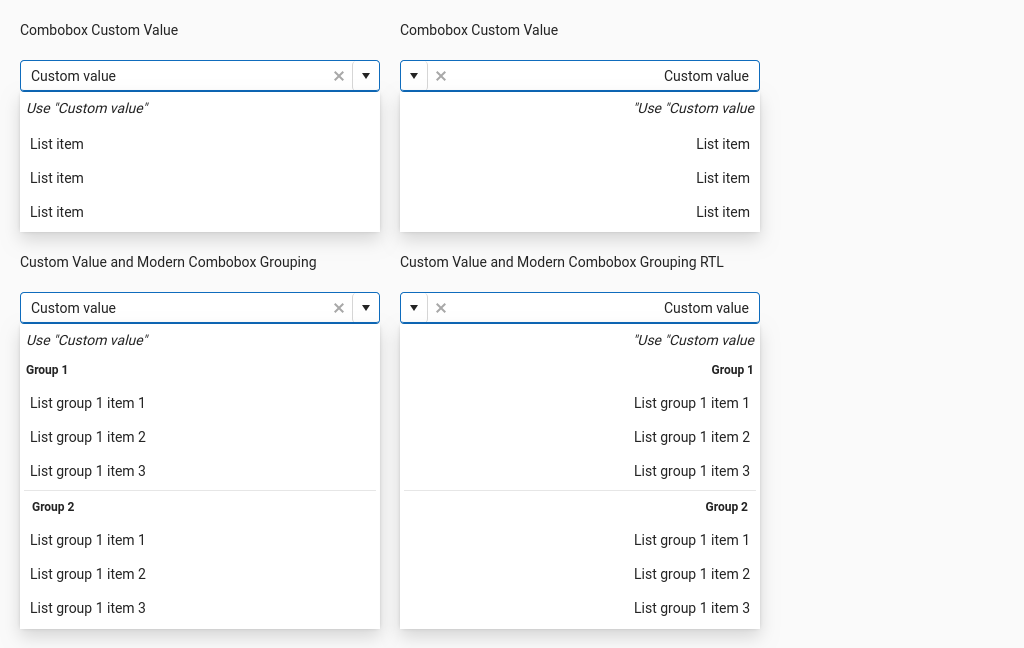 Combobox Custom Value
Custom value
Use "Custom value"
List item
List item
List item
Combobox Custom Value
Custom value
"Use "Custom value
List item
List item
List item
Custom Value and Modern Combobox Grouping
Custom value
Use "Custom value"
Group 1
List group 1 item 1
List group 1 item 2
List group 1 item 3
Group 2
List group 1 item 1
List group 1 item 2
List group 1 item 3
Custom Value and Modern Combobox Grouping RTL
Custom value
"Use "Custom value
Group 1
List group 1 item 1
List group 1 item 2
List group 1 item 3
Group 2
List group 1 item 1
List group 1 item 2
List group 1 item 3